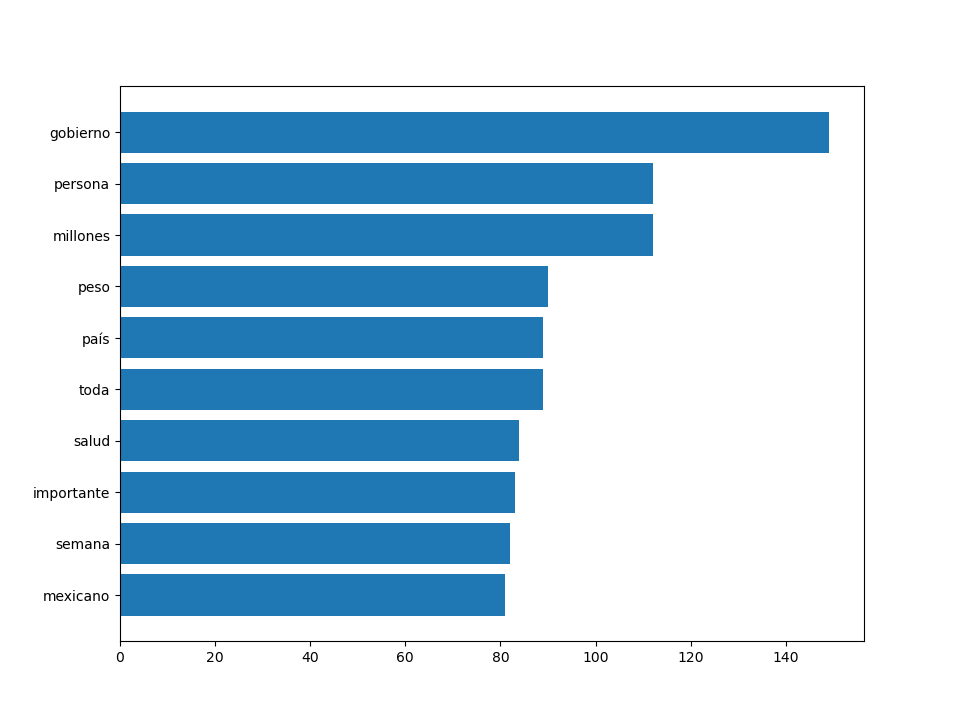 gobierno
persona
millones
peso
país
toda
salud
importante
semana
mexicano
0 20 40 60 80 100 120 140